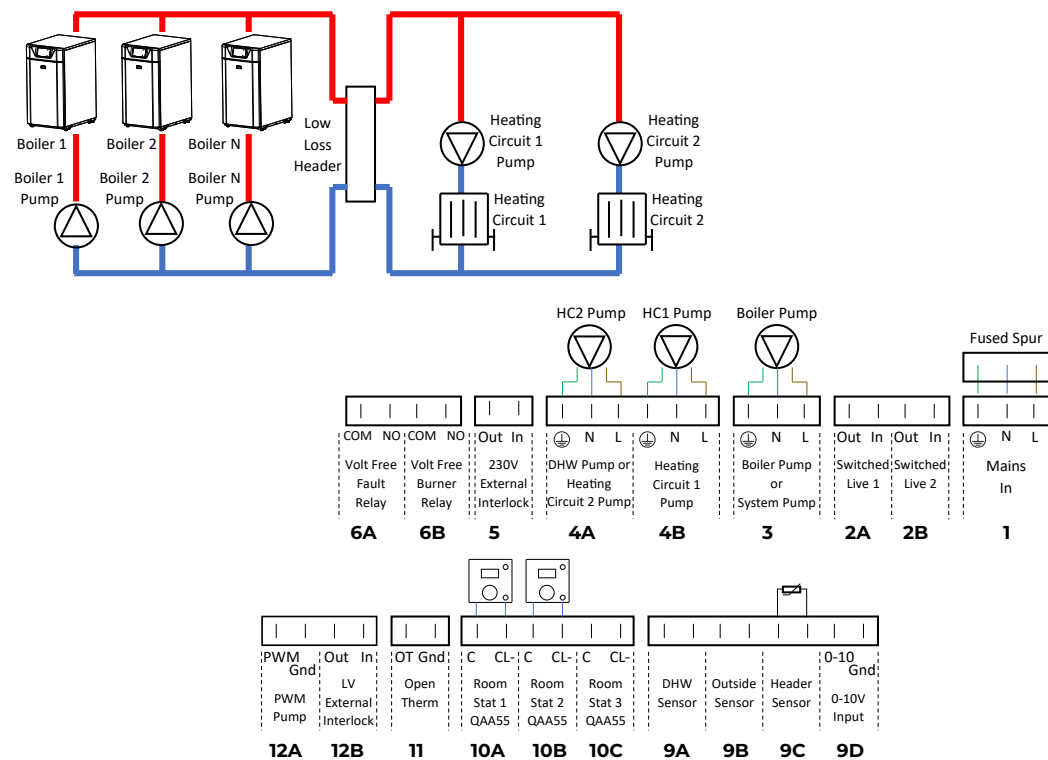 Boiler 1
Boiler 2
Boiler N
Boiler 1
Pump
Boiler 2
Pump
Boiler N
Pump
Low
Loss
Header
Heating
Circuit 1
Pump
Heating
Circuit 2
Pump
Heating
Circuit 1
Heating
Circuit 2
HC2 Pump
HC1 Pump
Boiler Pump
Fused Spur
COM NO COM NO
Out In
N L
N L
N L
Out In Out In
N L
Volt Free
Fault
Relay
Volt Free
Burner
Relay
230V
External
Interlock
DHW Pump or
Heating
Circuit 2 Pump
Heating
Circuit 1
Pump
Boiler Pump
or
System Pump
Switched
Live 1
Switched
Live 2
Mains
In
6A 6B 5 4A 4B 3 2A 2B 1
PWM
Gnd
Out In
OT Gnd
C CL- C CL- C CL-
0-10
Gnd
PWM
Pump
LV
External
Interlock
Open
Therm
Room
Stat 1
QAA55
Room
Stat 2
QAA55
Room
Stat 3
QAA55
DHW
Sensor
Outside
Sensor
Header
Sensor
0-10V
Input
12A 12B 11 10A 10B 10C 9A 9B 9C 9D